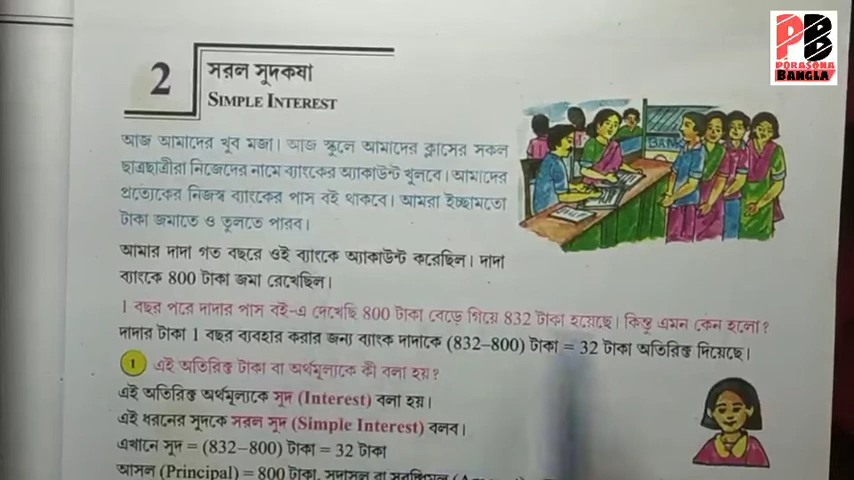 PB
PORASONA
BANGLA
2
সরল সুদকষা
SIMPLE INTEREST
আজ আমাদের খুব মজা। আজ স্কুলে আমাদের ক্লাসের সকল
ছাত্রছাত্রীরা নিজেদের নামে ব্যাংকের অ্যাকাউন্ট খুলবে। আমাদের
প্রত্যেকের নিজস্ব ব্যাংকের পাস বই থাকবে। আমরা ইচ্ছামতো
টাকা জমাতে ও তুলতে পারব।
BANK
আমার দাদা গত বছরে ওই ব্যাংকে অ্যাকাউন্ট করেছিল। দাদা
ব্যাংকে 800 টাকা জমা রেখেছিল।
1 বছর পরে দাদার পাস বই-এ দেখেছি 800 টাকা বেড়ে গিয়ে 832 টাকা হয়েছে। কিন্তু এমন কেন হলো?
দাদার টাকা 1 বছর ব্যবহার করার জন্য ব্যাংক দাদাকে (832–800) টাকা = 32 টাকা অতিরিক্ত দিয়েছে।
1 এই অতিরিক্ত টাকা বা অর্থমূল্যকে কী বলা হয়?
এই অতিরিক্ত অর্থমূল্যকে সুদ (Interest) বলা হয়।
এই ধরনের সুদকে সরল সুদ (Simple Interest) বলব।
এখানে সুদ = (832–800) টাকা = 32 টাকা
আসল (Principal) = 800 টাকা, সুদাসল বা